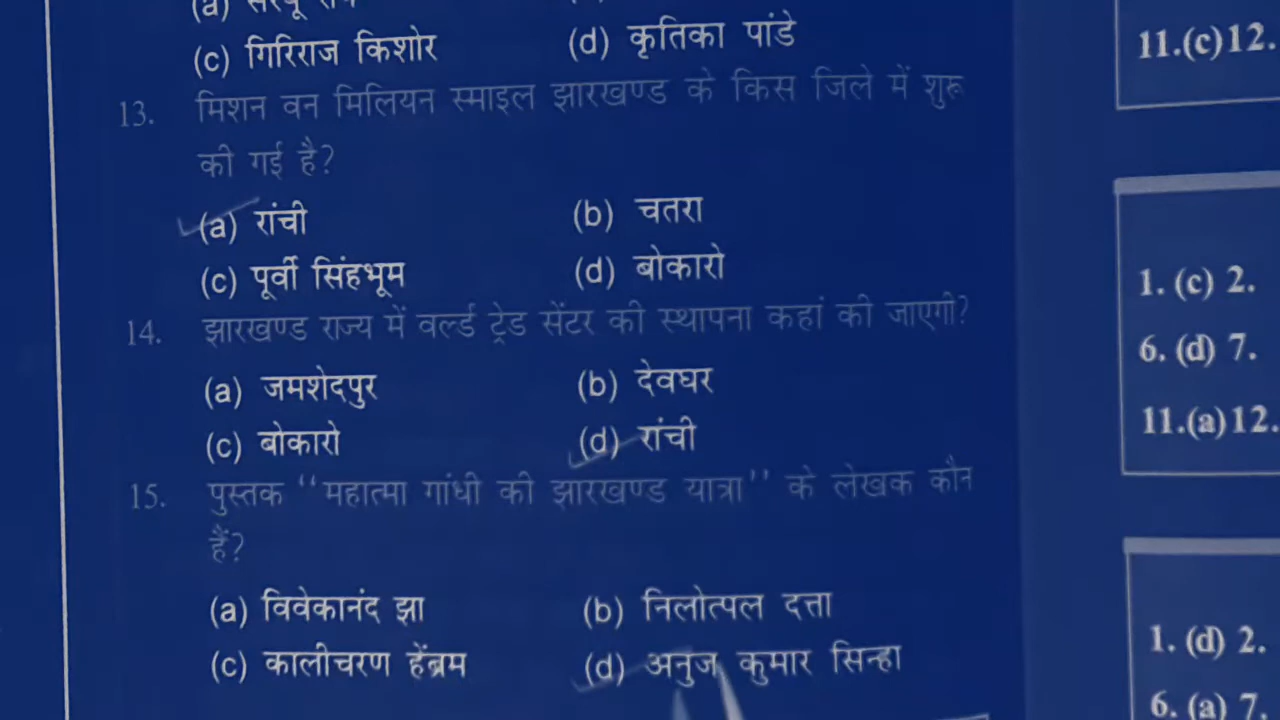 (c) गिरिराज किशोर (d) कृतिका पांडे
13. मिशन वन मिलियन स्माइल झारखण्ड के किस जिले में शुरू
की गई है?
(a) रांची (b) चतरा
(c) पूर्वी सिंहभूम (d) बोकारो
14. झारखण्ड राज्य में वर्ल्ड ट्रेड सेंटर की स्थापना कहां की जाएगी?
(a) जमशेदपुर (b) देवघर
(c) बोकारो (d) रांची
15. पुस्तक “महात्मा गांधी की झारखण्ड यात्रा” के लेखक कौन
हैं?
(a) विवेकानंद झा (b) निलोत्पल दत्ता
(c) कालीचरण हेंब्रम (d) अनुज कुमार सिन्हा
11.(c)12.
1. (c) 2.
6. (d) 7.
11.(a)12.
1. (d) 2.
6. (a) 7.